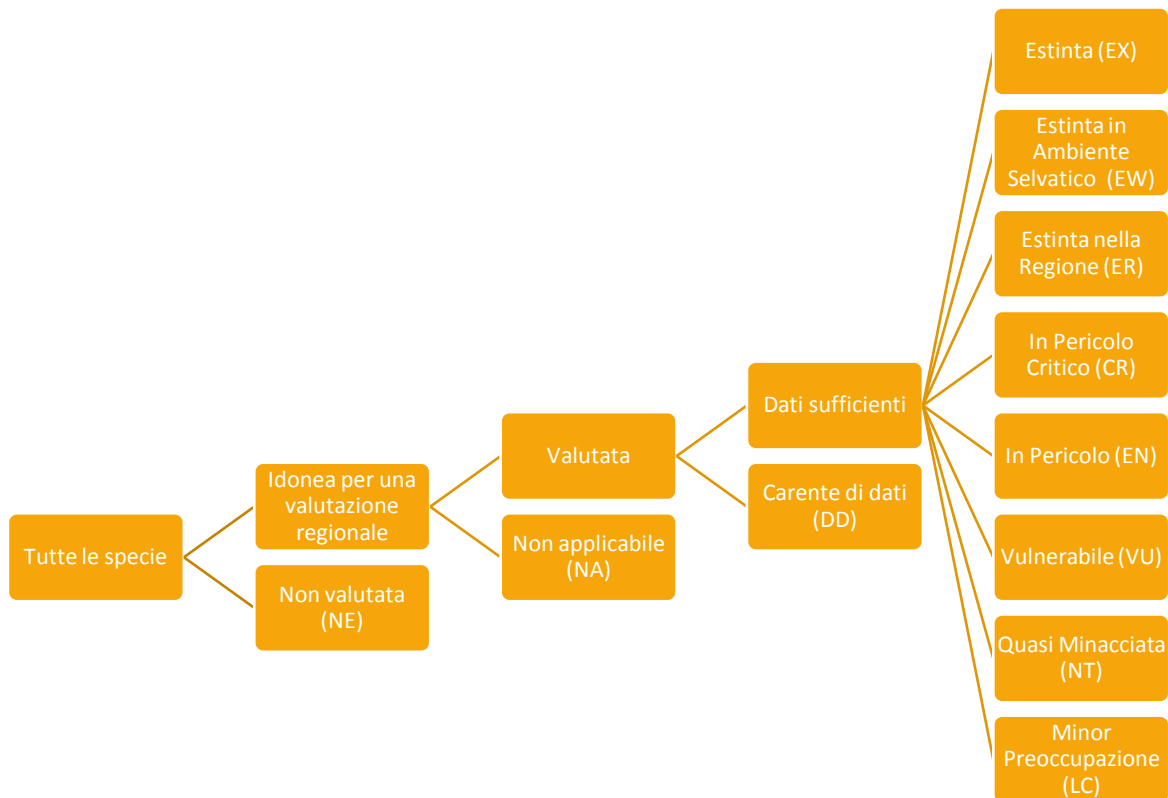 Tutte le specie
Idonea per una
valutazione
regionale
Non valutata
(NE)
Valutata
Non applicabile
(NA)
Dati sufficienti
Carente di dati
(DD)
Estinta (EX)
Estinta in
Ambiente
Selvatico (EW)
Estinta nella
Regione (ER)
In Pericolo
Critico (CR)
In Pericolo (EN)
Vulnerabile (VU)
Quasi Minacciata
(NT)
Minor
Preoccupazione
(LC)